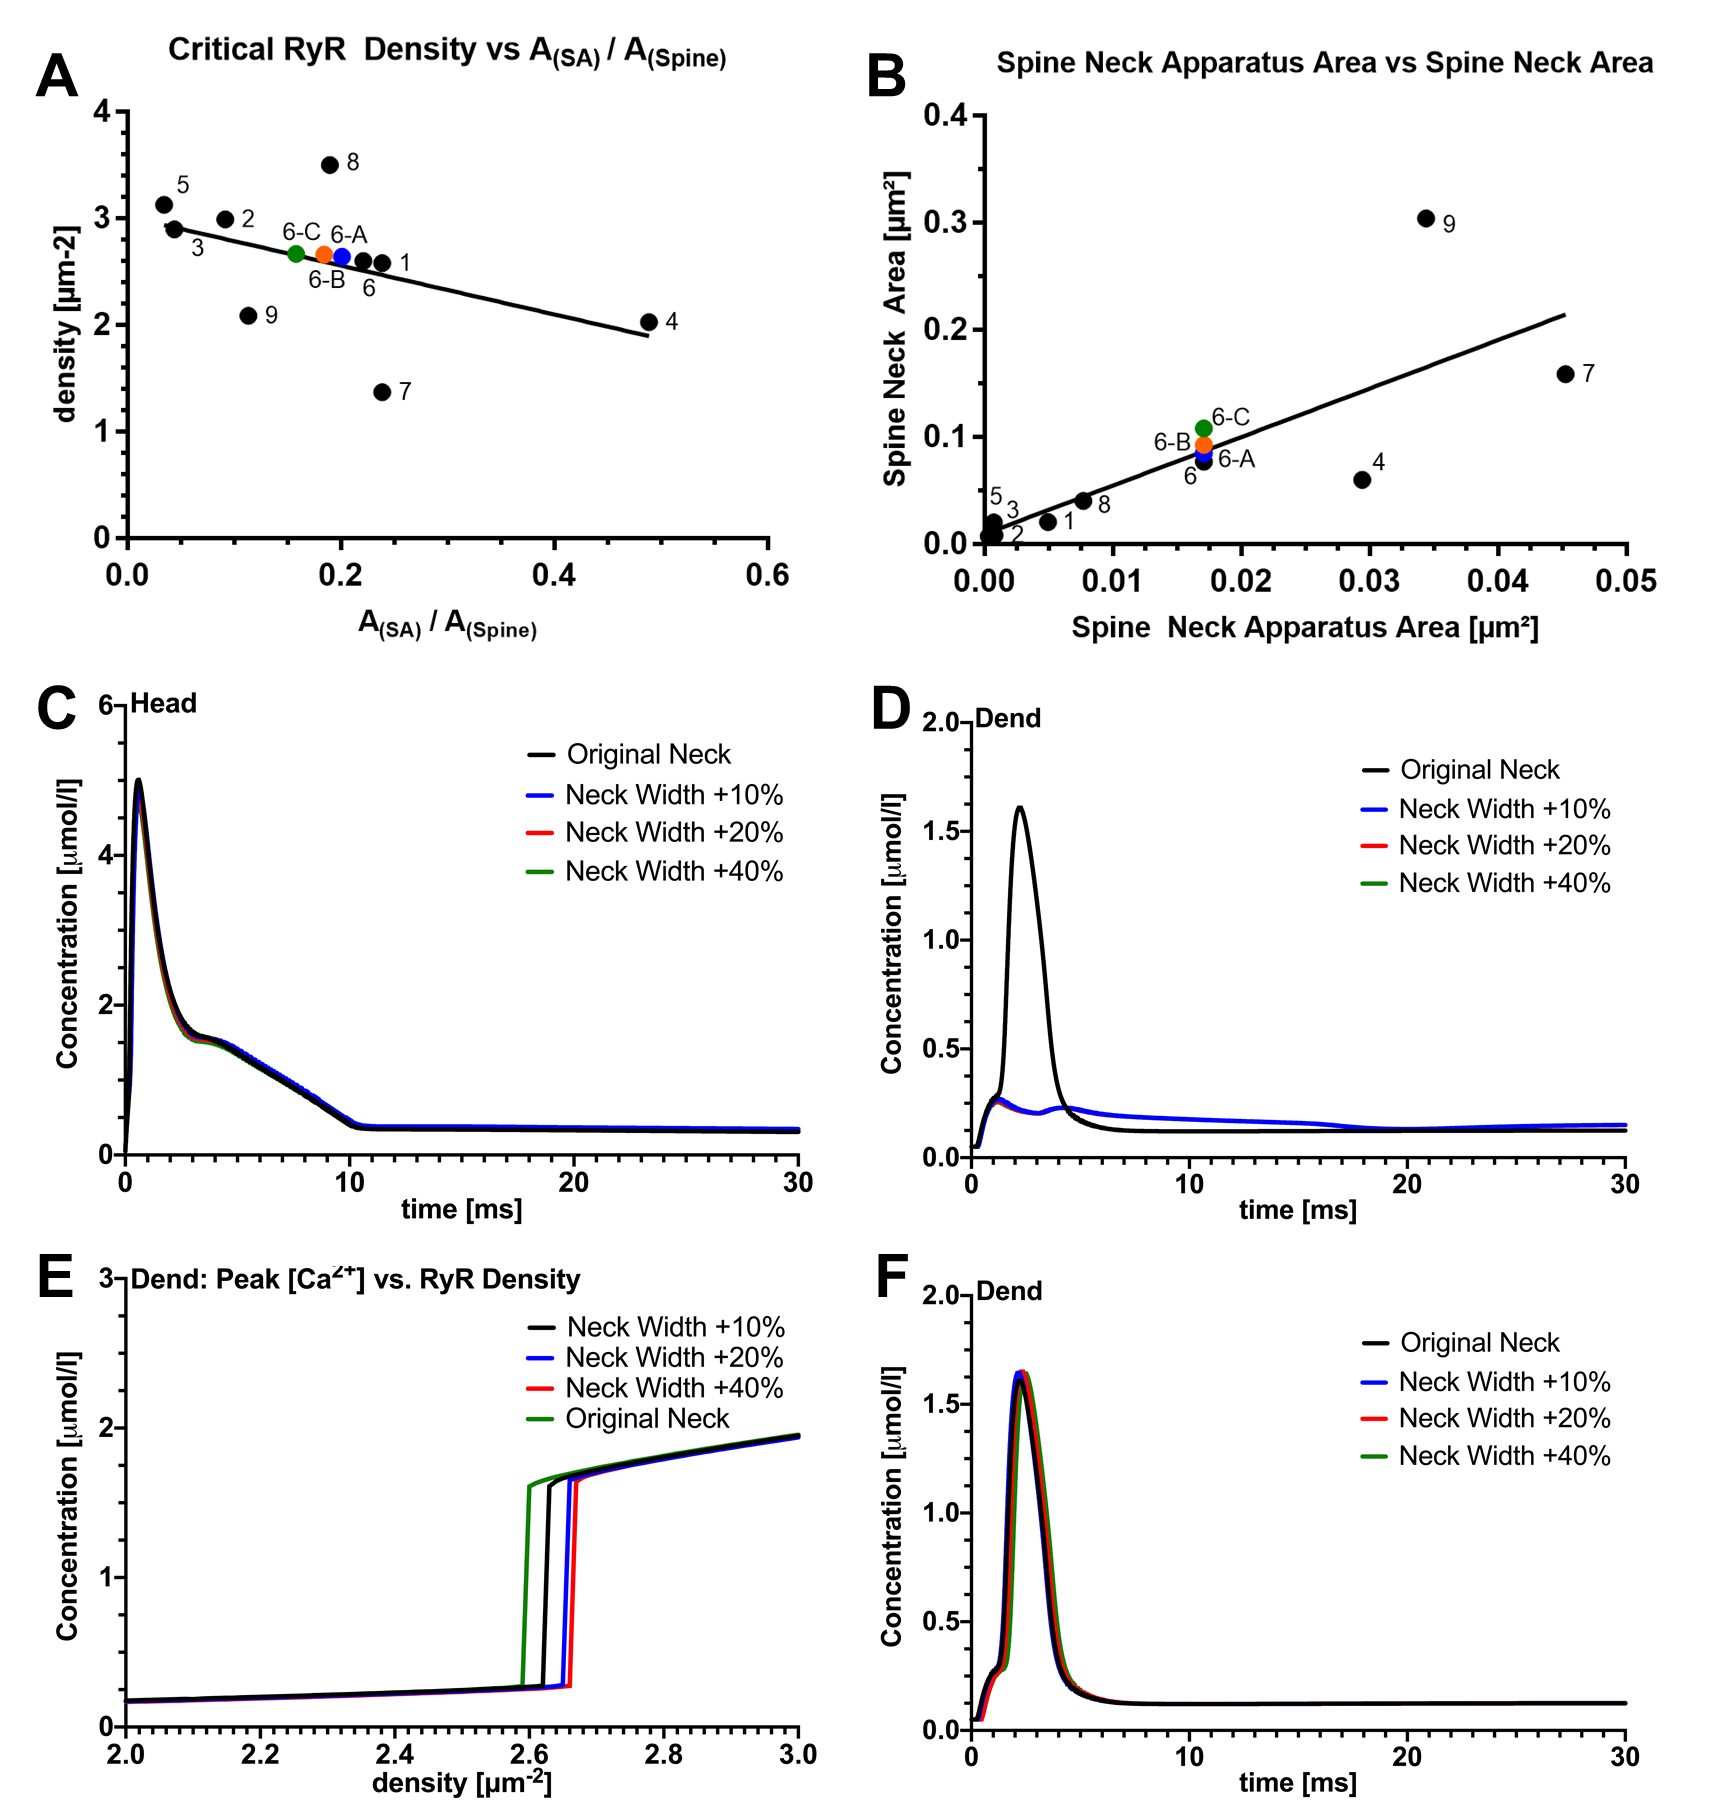 A
Critical RyR  Density vs A(SA) / A(Spine)
density [µm-2]
4
3
2
1
0
5
3
2
8
6-C
6-A
6-B
6
1
9
4
7
0.0
0.2
0.4
0.6
A(SA) / A(Spine)
B
Spine Neck Apparatus Area vs Spine Neck Area
Spine Neck  Area [µm²]
0.4
0.3
0.2
0.1
0.0
9
7
6-C
6-B
6-A
6
4
5
3
2
1
8
0.00
0.01
0.02
0.03
0.04
0.05
Spine  Neck Apparatus Area [µm²]
C
Head
Concentration [µmol/l]
6
4
2
0
Original Neck
Neck Width +10%
Neck Width +20%
Neck Width +40%
0
10
20
30
time [ms]
D
Dend
Concentration [µmol/l]
2.0
1.5
1.0
0.5
0.0
Original Neck
Neck Width +10%
Neck Width +20%
Neck Width +40%
0
10
20
30
time [ms]
E
Dend: Peak [Ca2+] vs. RyR Density
Concentration [µmol/l]
3
2
1
0
Neck Width +10%
Neck Width +20%
Neck Width +40%
Original Neck
2.0
2.2
2.4
2.6
2.8
3.0
density [µm-2]
F
Dend
Concentration [µmol/l]
2.0
1.5
1.0
0.5
0.0
Original Neck
Neck Width +10%
Neck Width +20%
Neck Width +40%
0
10
20
30
time [ms]